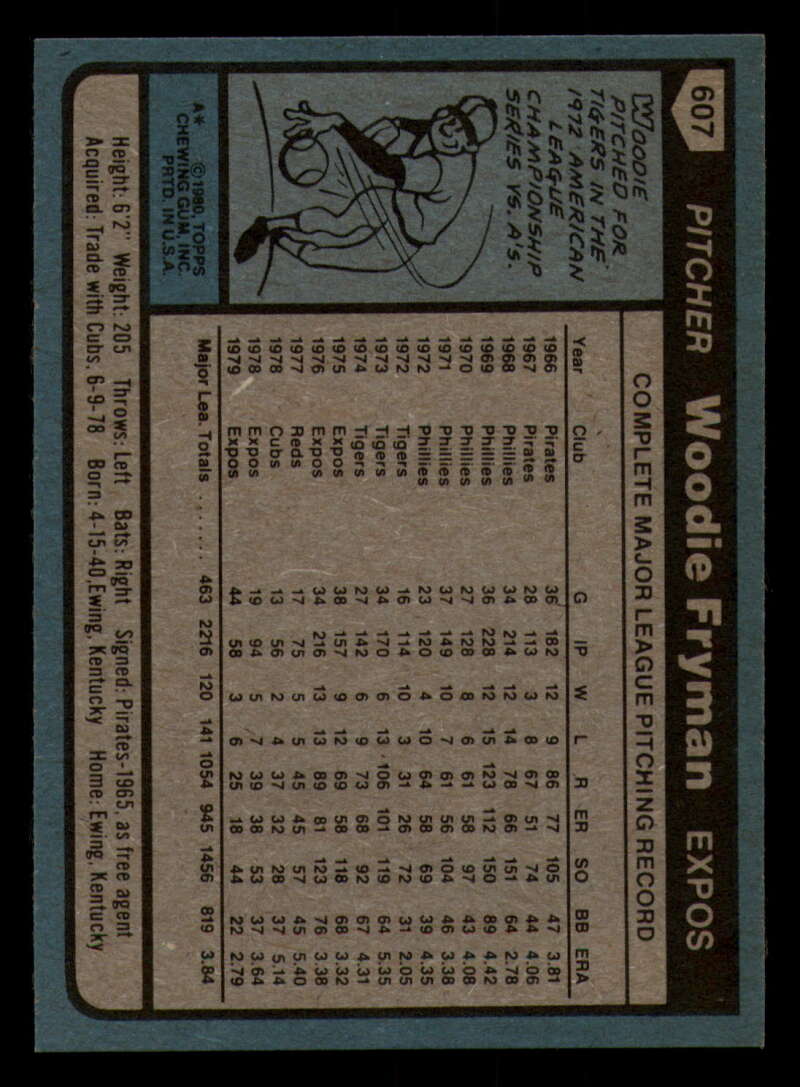 607 PITCHER Woodie Fryman EXPOS
WOODIE
PITCHED FOR
TIGERS IN THE
1972 AMERICAN
LEAGUE
CHAMPIONSHIP
SERIES VS. A'S.
A* ©1980, TOPPS
CHEWING GUM, INC.
PRTD. IN U.S.A.
COMPLETE MAJOR LEAGUE PITCHING RECORD
Year Club G IP W L R ER SO BB ERA
1966 Pirates 36 182 12 9 86 77 105 47 3.81
1967 Pirates 28 113 3 8 67 51 74 44 4.06
1968 Phillies 34 214 12 14 78 66 151 64 2.78
1969 Phillies 36 228 12 15 123 112 150 89 4.42
1970 Phillies 27 128 8 6 61 58 97 43 4.08
1971 Phillies 37 149 10 7 61 56 104 46 3.38
1972 Phillies 23 120 4 10 64 58 69 39 4.35
1972 Tigers 16 114 10 3 31 26 72 31 2.05
1973 Tigers 34 170 6 13 106 101 119 64 5.35
1974 Tigers 27 142 6 9 73 68 92 67 4.31
1975 Expos 38 157 9 12 69 58 118 68 3.32
1976 Expos 34 216 13 13 89 81 123 76 3.38
1977 Reds 17 75 5 5 45 45 57 45 5.40
1978 Cubs 13 56 2 4 37 32 28 37 5.14
1978 Expos 19 94 5 7 39 38 53 37 3.64
1979 Expos 44 58 3 6 25 18 44 22 2.79
Major Lea. Totals . . . . . . . 463 2216 120 141 1054 945 1456 819 3.84
Height: 6'2" Weight: 205 Throws: Left Bats: Right Signed: Pirates-1965, as free agent
Acquired: Trade with Cubs, 6-9-78 Born: 4-15-40, Ewing, Kentucky Home: Ewing, Kentucky